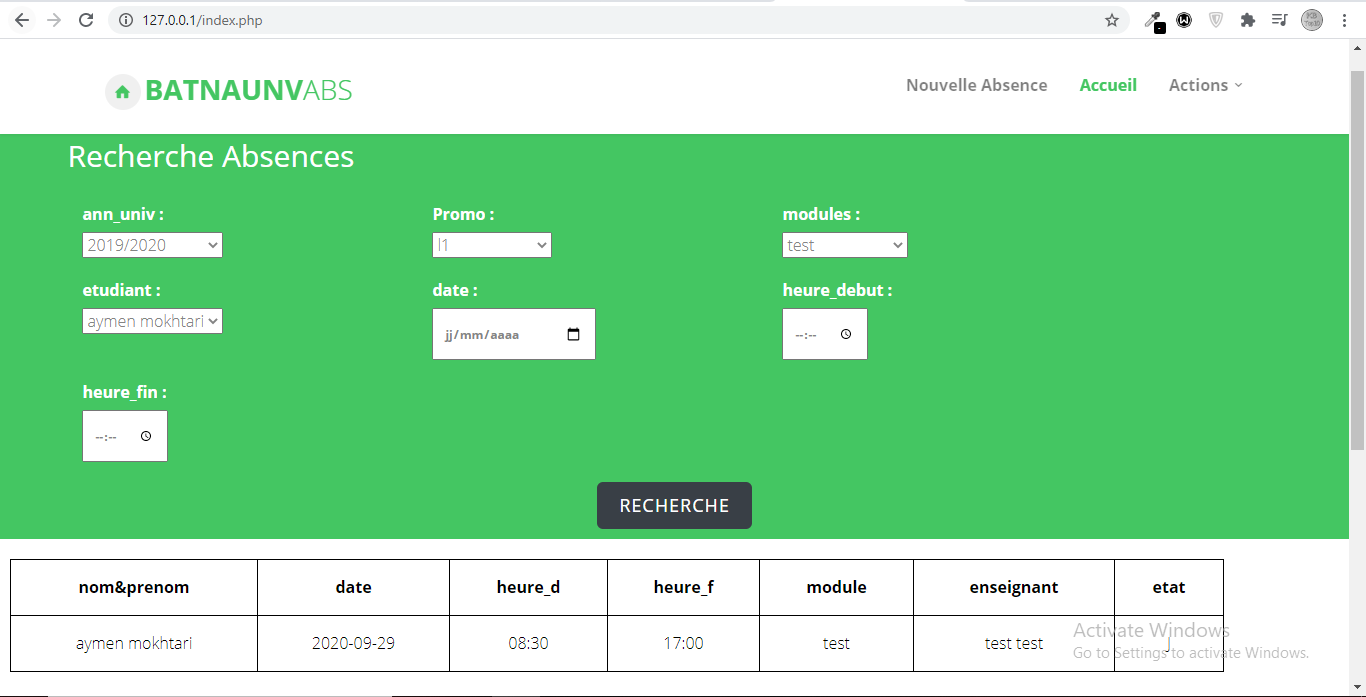 127.0.0.1/index.php
BATNAUNVABS
Nouvelle Absence Accueil Actions
Recherche Absences
ann_univ : Promo : modules :
2019/2020 l1 test
etudiant : date : heure_debut :
aymen mokhtari jj/mm/aaaa --:--
heure_fin :
--:--
RECHERCHE
nom&prenom date heure_d heure_f module enseignant etat
aymen mokhtari 2020-09-29 08:30 17:00 test test test J
Activate Windows
Go to Settings to activate Windows.